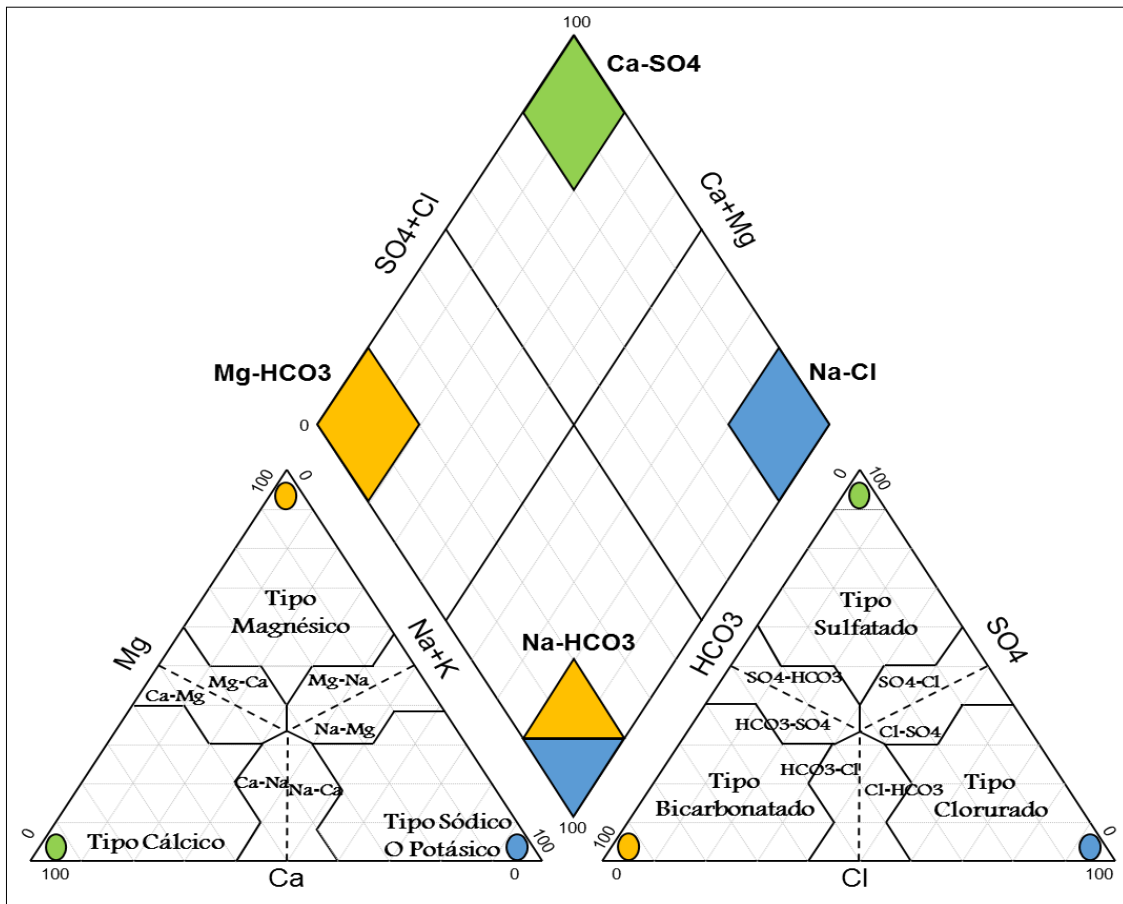 100
Ca-SO4
SO4+Cl
Ca+Mg
Mg-HCO3
Na-Cl
0
100
0
0
100
Tipo
Magnésico
Tipo
Sulfatado
Mg
Na+K
Na-HCO3
HCO3
SO4
Mg-Ca
Mg-Na
Ca-Mg
Na-Mg
SO4-HCO3
SO4-Cl
HCO3-SO4
Cl-SO4
Ca-Na
Na-Ca
HCO3-Cl
Cl-HCO3
Tipo
Bicarbonatado
Tipo
Clorurado
Tipo Cálcico
Tipo Sódico
O Potásico
100
0
100
100
0
100
Ca
0
0
Cl
100